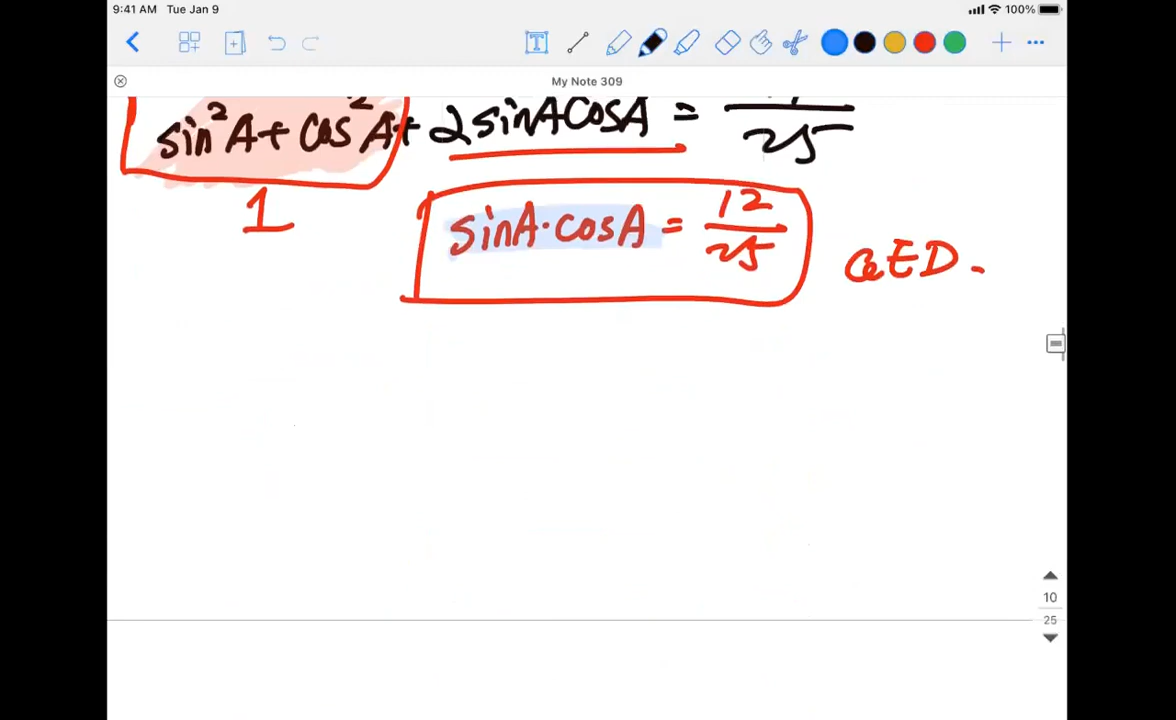 9:41 AM Tue Jan 9 100%
My Note 309
sin²A + cos²A + 2sinAcosA = /25
1
sinA·cosA = 12/25
QED.
10
25